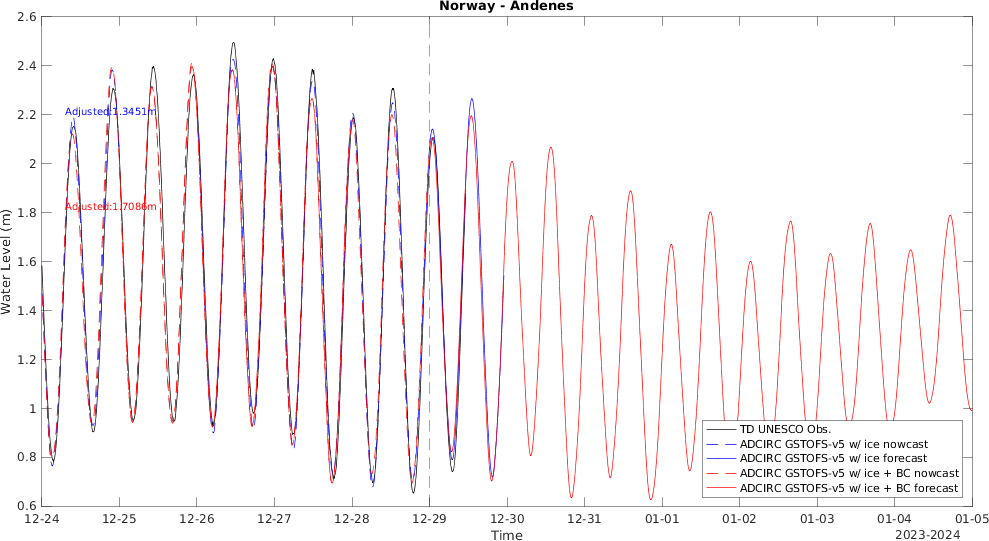 Norway - Andenes
2.6
2.4
2.2
2
1.8
1.6
1.4
1.2
1
0.8
0.6
Water Level (m)
Adjusted:1.3451m
Adjusted:1.7086m
TD UNESCO Obs.
ADCIRC GSTOFS-v5 w/ ice nowcast
ADCIRC GSTOFS-v5 w/ ice forecast
ADCIRC GSTOFS-v5 w/ ice + BC nowcast
ADCIRC GSTOFS-v5 w/ ice + BC forecast
12-24 12-25 12-26 12-27 12-28 12-29 12-30 12-31 01-01 01-02 01-03 01-04 01-05
Time
2023-2024